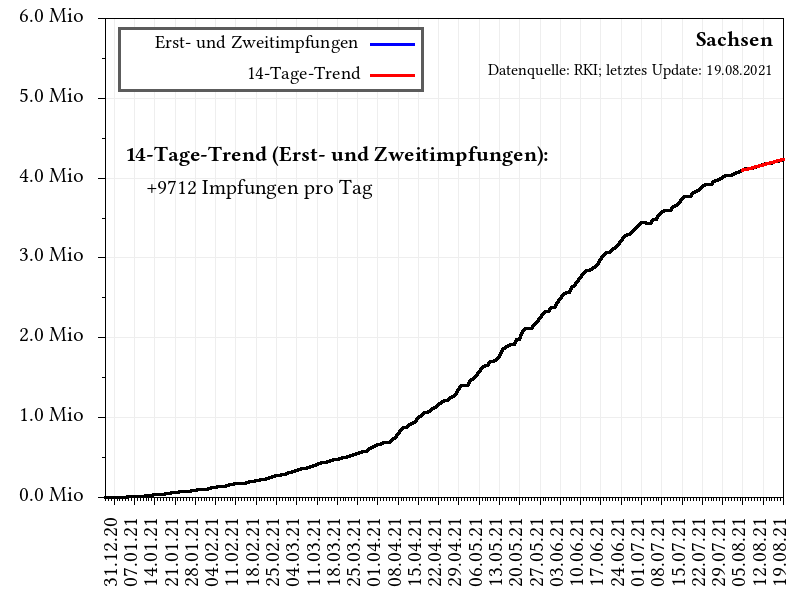 6.0 Mio
5.0 Mio
4.0 Mio
3.0 Mio
2.0 Mio
1.0 Mio
0.0 Mio
Erst- und Zweitimpfungen
14-Tage-Trend
Sachsen
Datenquelle: RKI; letztes Update: 19.08.2021
14-Tage-Trend (Erst- und Zweitimpfungen):
+9712 Impfungen pro Tag
31.12.20
07.01.21
14.01.21
21.01.21
28.01.21
04.02.21
11.02.21
18.02.21
25.02.21
04.03.21
11.03.21
18.03.21
25.03.21
01.04.21
08.04.21
15.04.21
22.04.21
29.04.21
06.05.21
13.05.21
20.05.21
27.05.21
03.06.21
10.06.21
17.06.21
24.06.21
01.07.21
08.07.21
15.07.21
22.07.21
29.07.21
05.08.21
12.08.21
19.08.21